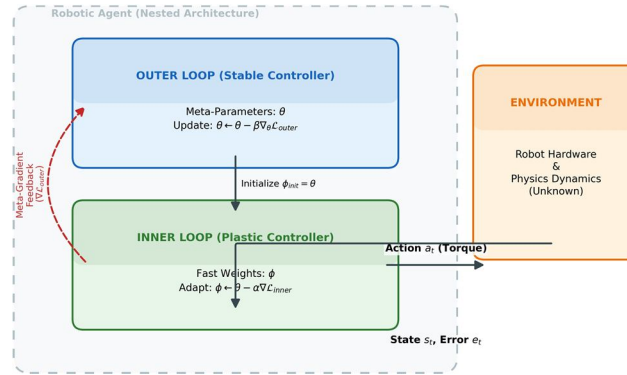 Robotic Agent (Nested Architecture)
OUTER LOOP (Stable Controller)
Meta-Parameters: θ
Update: θ ← θ − β∇θℒouter
Initialize ϕinit = θ
Meta-Gradient
Feedback
(∇ℒouter)
INNER LOOP (Plastic Controller)
Fast Weights: ϕ
Adapt: ϕ ← θ − α∇ℒinner
ENVIRONMENT
Robot Hardware
&
Physics Dynamics
(Unknown)
Action at (Torque)
State st, Error et